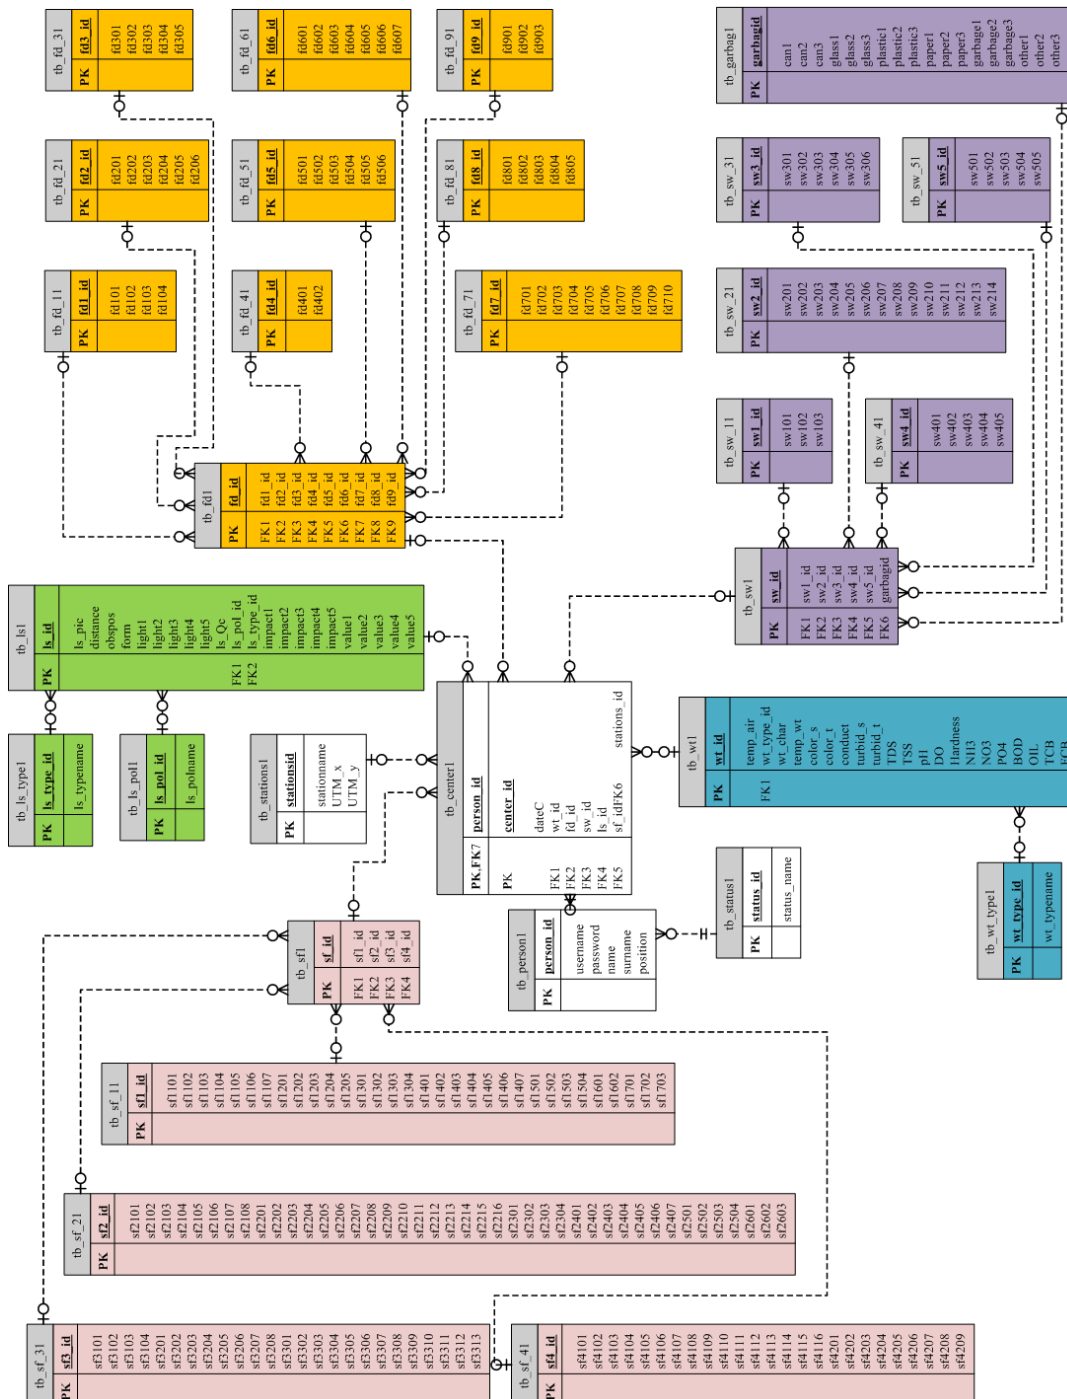 tb_fd_31
PK fd3_id
fd301
fd302
fd303
fd304
fd305
tb_fd_61
PK fd6_id
fd601
fd602
fd603
fd604
fd605
fd606
fd607
tb_fd_91
PK fd9_id
fd901
fd902
fd903
tb_garbag1
PK garbagid
can1
can2
can3
glass1
glass2
glass3
plastic1
plastic2
plastic3
paper1
paper2
paper3
garbage1
garbage2
garbage3
other1
other2
other3
tb_fd_21
PK fd2_id
fd201
fd202
fd203
fd204
fd205
fd206
tb_fd_51
PK fd5_id
fd501
fd502
fd503
fd504
fd505
fd506
tb_fd_81
PK fd8_id
fd801
fd802
fd803
fd804
fd805
tb_sw_31
PK sw3_id
sw301
sw302
sw303
sw304
sw305
sw306
tb_sw_51
PK sw5_id
sw501
sw502
sw503
sw504
sw505
tb_fd_11
PK fd1_id
fd101
fd102
fd103
fd104
tb_fd_41
PK fd4_id
fd401
fd402
tb_fd_71
PK fd7_id
fd701
fd702
fd703
fd704
fd705
fd706
fd707
fd708
fd709
fd710
tb_sw_21
PK sw2_id
sw201
sw202
sw203
sw204
sw205
sw206
sw207
sw208
sw209
sw210
sw211
sw212
sw213
sw214
tb_sw_11
PK sw1_id
sw101
sw102
sw103
tb_sw_41
PK sw4_id
sw401
sw402
sw403
sw404
sw405
tb_fd1
PK fd_id
FK1 fd1_id
FK2 fd2_id
FK3 fd3_id
FK4 fd4_id
FK5 fd5_id
FK6 fd6_id
FK7 fd7_id
FK8 fd8_id
FK9 fd9_id
tb_sw1
PK sw_id
FK1 sw1_id
FK2 sw2_id
FK3 sw3_id
FK4 sw4_id
FK5 sw5_id
FK6 garbagid
tb_ls1
PK ls_id
ls_pic
distance
obspos
form
light1
light2
light3
light4
light5
ls_Qc
FK1 ls_pol_id
FK2 ls_type_id
impact1
impact2
impact3
impact4
impact5
value1
value2
value3
value4
value5
tb_ls_type1
PK ls_type_id
ls_typename
tb_ls_pol1
PK ls_pol_id
ls_polname
tb_stations1
PK stationsid
stationname
UTM_x
UTM_y
tb_center1
PK,FK7 person_id
PK center_id
dateC
FK1 wt_id
FK2 fd_id
FK3 sw_id
FK4 ls_id
FK5 sf_idFK6 stations_id
tb_wt1
PK wt_id
temp_air
FK1 wt_type_id
wt_char
temp_wt
color_s
color_t
conduct
turbid_s
turbid_t
TDS
TSS
pH
DO
Hardness
NH3
NO3
PO4
BOD
OIL
TCB
FCB
tb_wt_type1
PK wt_type_id
wt_typename
tb_status1
PK status_id
status_name
tb_person1
PK person_id
username
password
name
surname
position
tb_sf1
PK sf_id
FK1 sf1_id
FK2 sf2_id
FK3 sf3_id
FK4 sf4_id
tb_sf_11
PK sf1_id
sf1101
sf1102
sf1103
sf1104
sf1105
sf1106
sf1107
sf1201
sf1202
sf1203
sf1204
sf1205
sf1301
sf1302
sf1303
sf1304
sf1401
sf1402
sf1403
sf1404
sf1405
sf1406
sf1407
sf1501
sf1502
sf1503
sf1504
sf1601
sf1602
sf1701
sf1702
sf1703
tb_sf_21
PK sf2_id
sf2101
sf2102
sf2103
sf2104
sf2105
sf2106
sf2107
sf2108
sf2201
sf2202
sf2203
sf2204
sf2205
sf2206
sf2207
sf2208
sf2209
sf2210
sf2211
sf2212
sf2213
sf2214
sf2215
sf2216
sf2301
sf2302
sf2303
sf2304
sf2401
sf2402
sf2403
sf2404
sf2405
sf2406
sf2407
sf2501
sf2502
sf2503
sf2504
sf2601
sf2602
sf2603
tb_sf_31
PK sf3_id
sf3101
sf3102
sf3103
sf3104
sf3201
sf3202
sf3203
sf3204
sf3205
sf3206
sf3207
sf3208
sf3301
sf3302
sf3303
sf3304
sf3305
sf3306
sf3307
sf3308
sf3309
sf3310
sf3311
sf3312
sf3313
tb_sf_41
PK sf4_id
sf4101
sf4102
sf4103
sf4104
sf4105
sf4106
sf4107
sf4108
sf4109
sf4110
sf4111
sf4112
sf4113
sf4114
sf4115
sf4116
sf4201
sf4202
sf4203
sf4204
sf4205
sf4206
sf4207
sf4208
sf4209